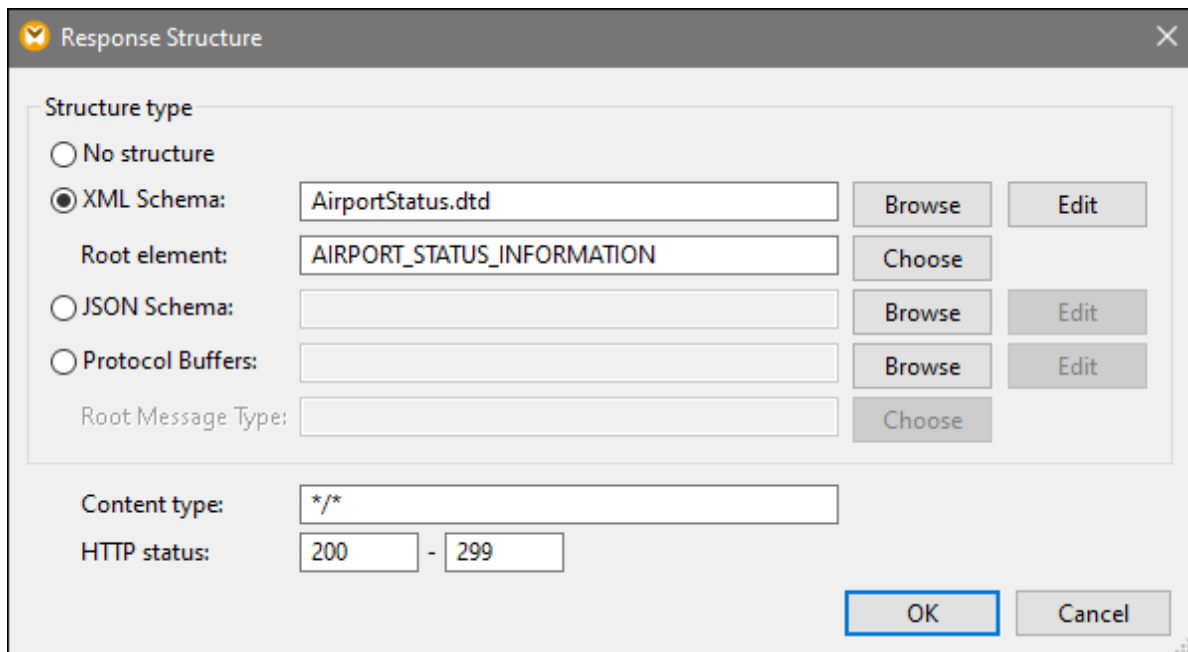 Response Structure
Structure type
No structure
XML Schema: AirportStatus.dtd Browse Edit
Root element: AIRPORT_STATUS_INFORMATION Choose
JSON Schema: Browse Edit
Protocol Buffers: Browse Edit
Root Message Type: Choose
Content type: */*
HTTP status: 200 - 299
OK Cancel